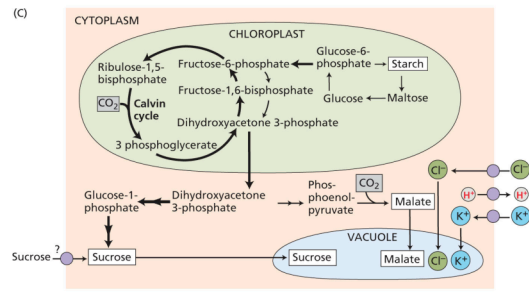 (C)
CYTOPLASM
CHLOROPLAST
Ribulose-1,5-
bisphosphate
Fructose-6-phosphate
Glucose-6-
phosphate
Starch
Fructose-1,6-bisphosphate
Glucose
Maltose
CO2
Calvin
cycle
Dihydroxyacetone 3-phosphate
3 phosphoglycerate
Cl−
Cl−
H+
H+
K+
K+
Glucose-1-
phosphate
Dihydroxyacetone
3-phosphate
Phos-
phoenol-
pyruvate
CO2
Malate
VACUOLE
Sucrose
?
Sucrose
Sucrose
Malate
Cl−
K+